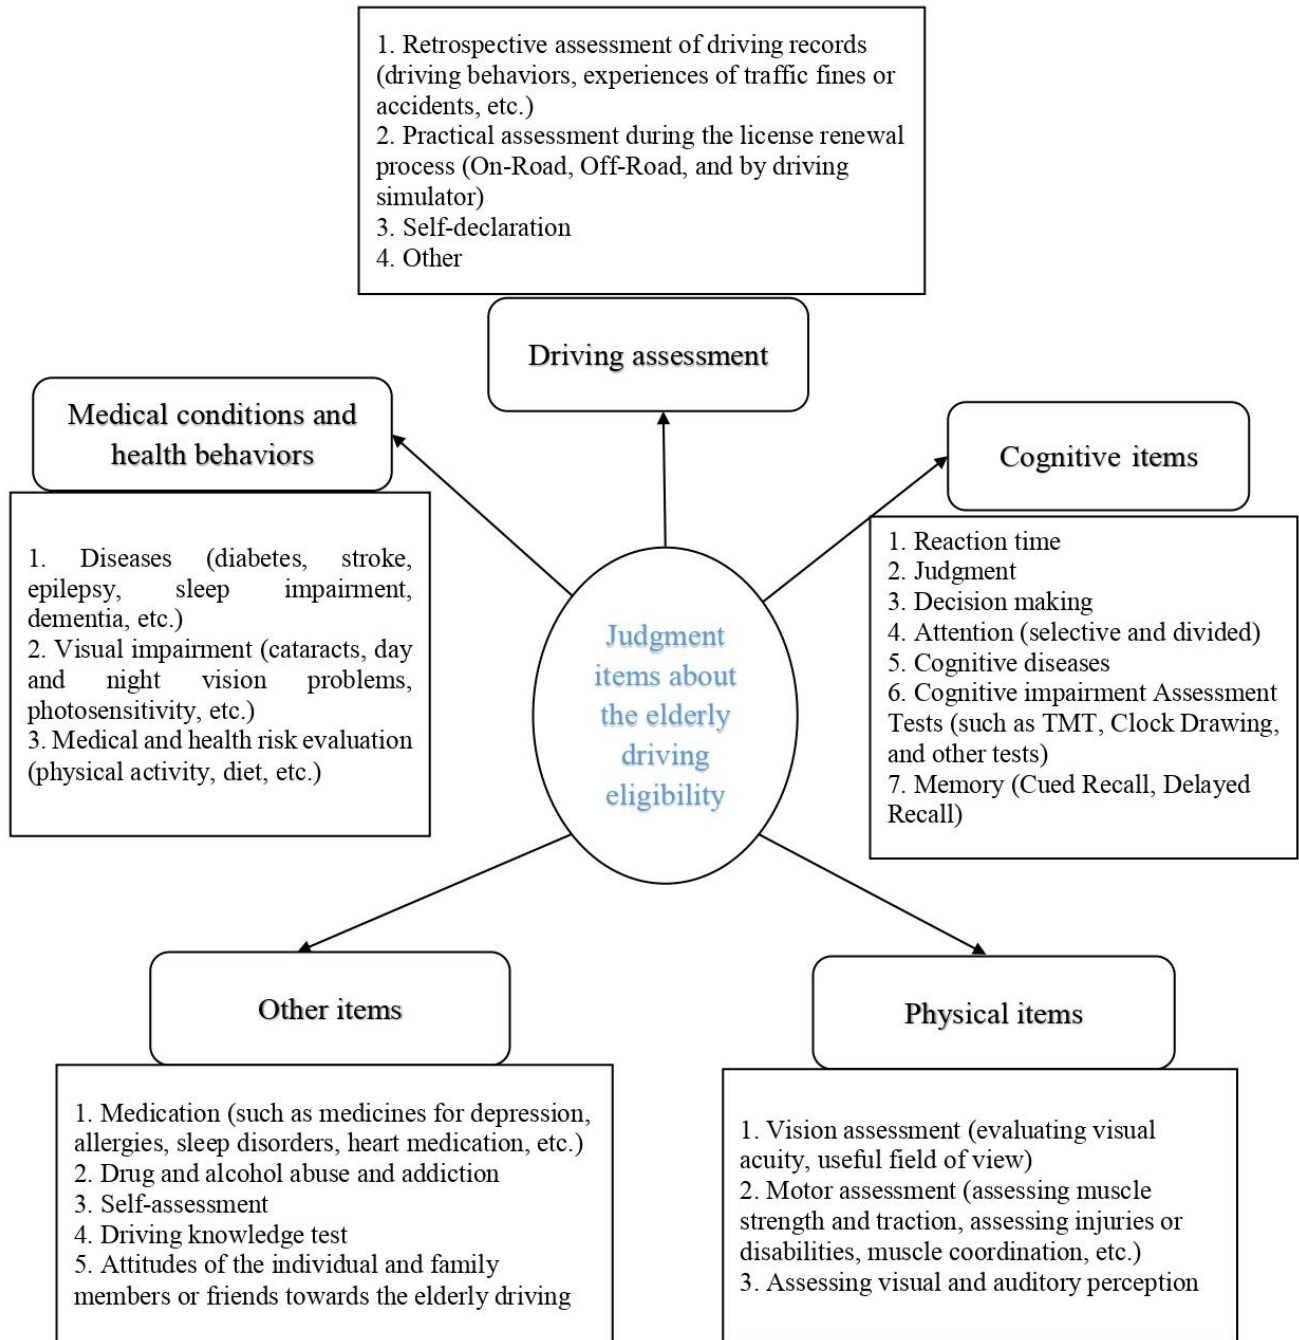 1. Retrospective assessment of driving records
(driving behaviors, experiences of traffic fines or
accidents, etc.)
2. Practical assessment during the license renewal
process (On-Road, Off-Road, and by driving
simulator)
3. Self-declaration
4. Other
Driving assessment
Medical conditions and
health behaviors
1. Diseases (diabetes, stroke,
epilepsy, sleep impairment,
dementia, etc.)
2. Visual impairment (cataracts, day
and night vision problems,
photosensitivity, etc.)
3. Medical and health risk evaluation
(physical activity, diet, etc.)
Cognitive items
1. Reaction time
2. Judgment
3. Decision making
4. Attention (selective and divided)
5. Cognitive diseases
6. Cognitive impairment Assessment
Tests (such as TMT, Clock Drawing,
and other tests)
7. Memory (Cued Recall, Delayed
Recall)
Judgment
items about
the elderly
driving
eligibility
Other items
1. Medication (such as medicines for depression,
allergies, sleep disorders, heart medication, etc.)
2. Drug and alcohol abuse and addiction
3. Self-assessment
4. Driving knowledge test
5. Attitudes of the individual and family
members or friends towards the elderly driving
Physical items
1. Vision assessment (evaluating visual
acuity, useful field of view)
2. Motor assessment (assessing muscle
strength and traction, assessing injuries or
disabilities, muscle coordination, etc.)
3. Assessing visual and auditory perception